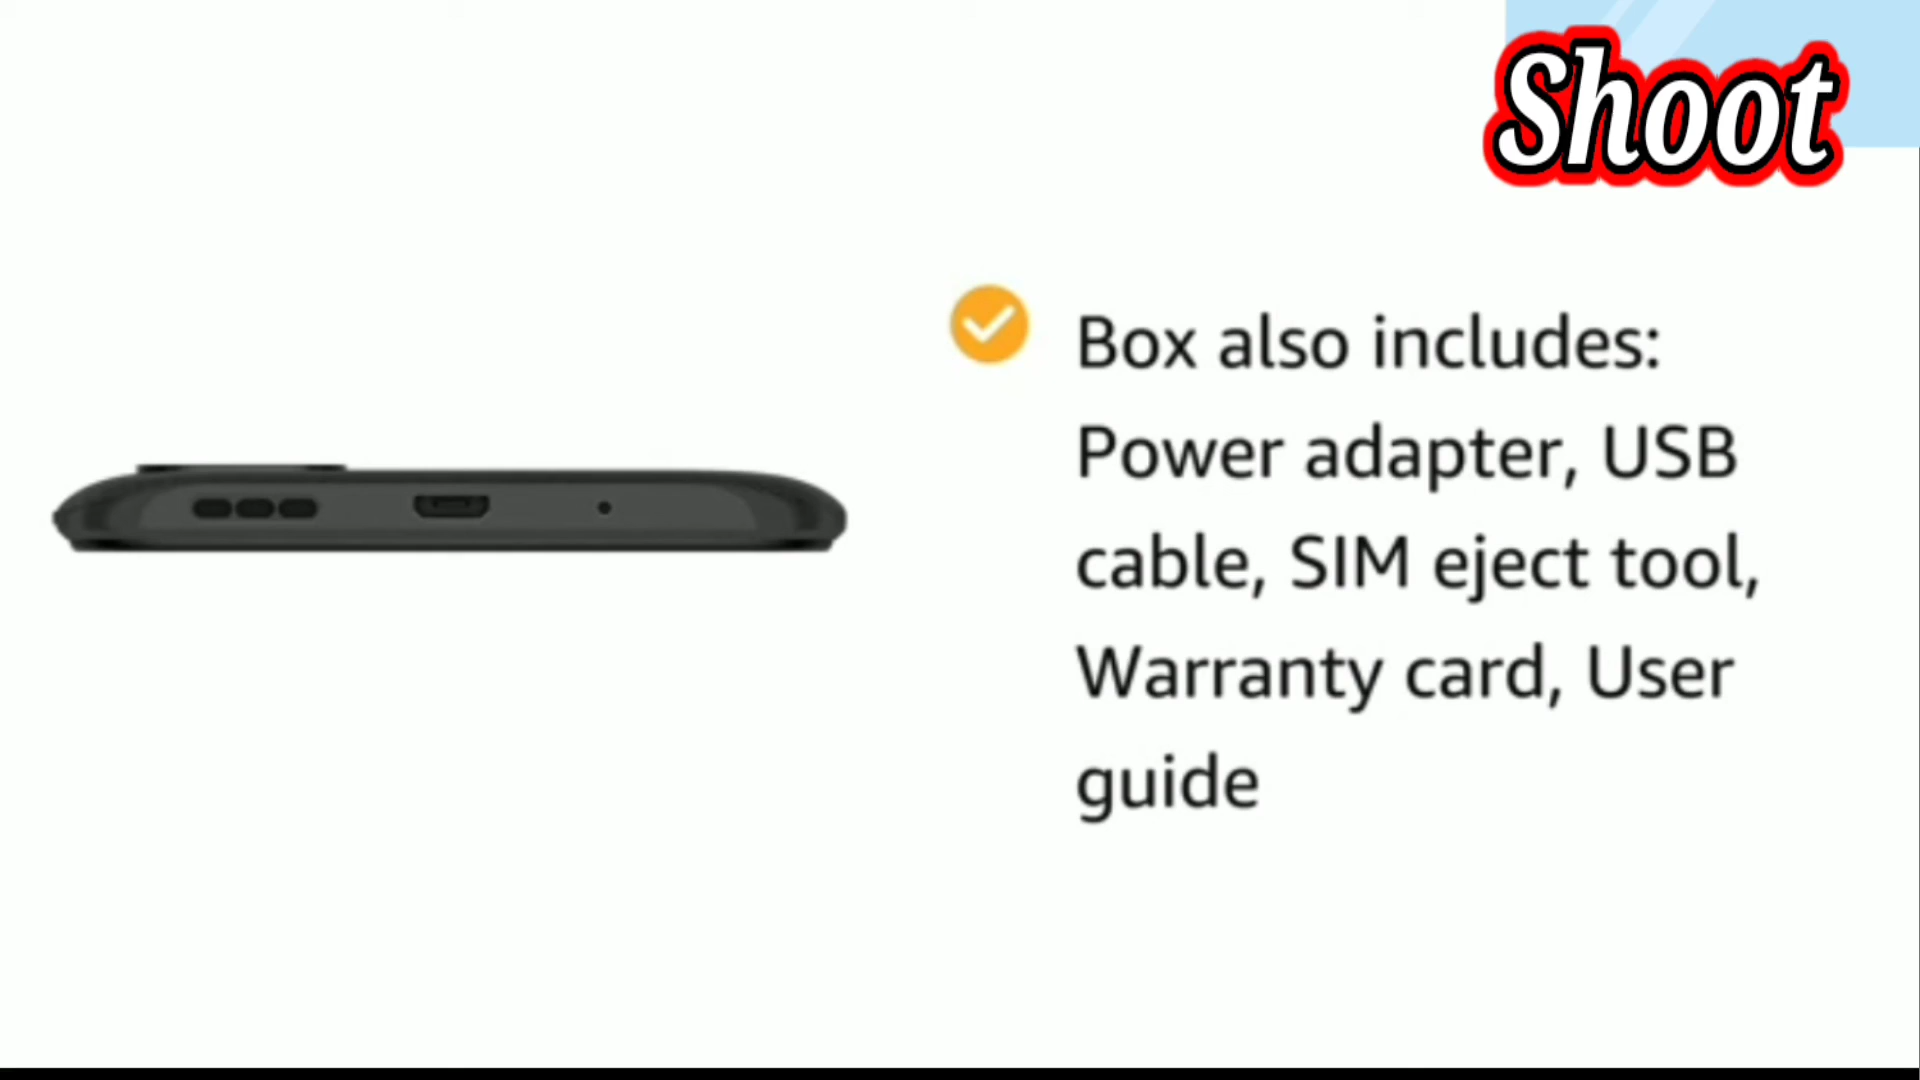 Shoot
Box also includes:
Power adapter, USB
cable, SIM eject tool,
Warranty card, User
guide